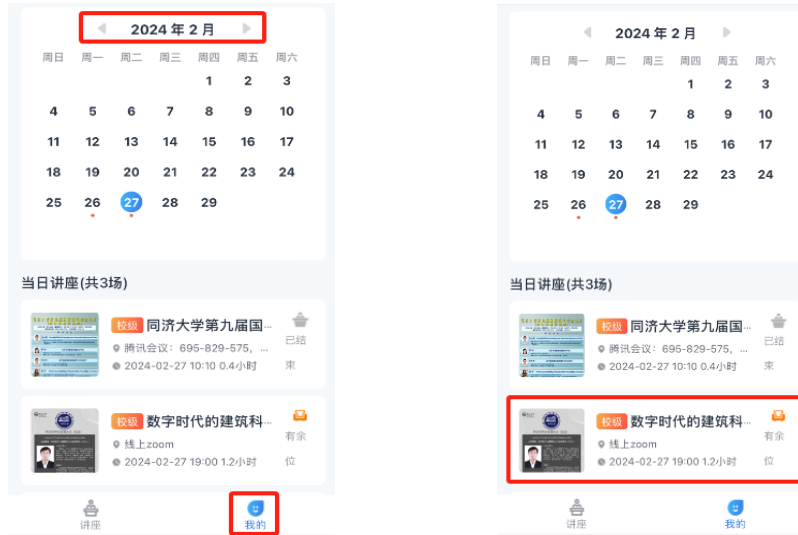 2024 年 2 月
周日 周一 周二 周三 周四 周五 周六
1 2 3
4 5 6 7 8 9 10
11 12 13 14 15 16 17
18 19 20 21 22 23 24
25 26 27 28 29
当日讲座(共3场)
校级 同济大学第九届国...
腾讯会议：695-829-575，...
2024-02-27 10:10 0.4小时
已结
束
校级 数字时代的建筑科...
线上zoom
2024-02-27 19:00 1.2小时
有余
位
讲座
我的
2024 年 2 月
周日 周一 周二 周三 周四 周五 周六
1 2 3
4 5 6 7 8 9 10
11 12 13 14 15 16 17
18 19 20 21 22 23 24
25 26 27 28 29
当日讲座(共3场)
校级 同济大学第九届国...
腾讯会议：695-829-575，...
2024-02-27 10:10 0.4小时
已结
束
校级 数字时代的建筑科...
线上zoom
2024-02-27 19:00 1.2小时
有余
位
讲座
我的